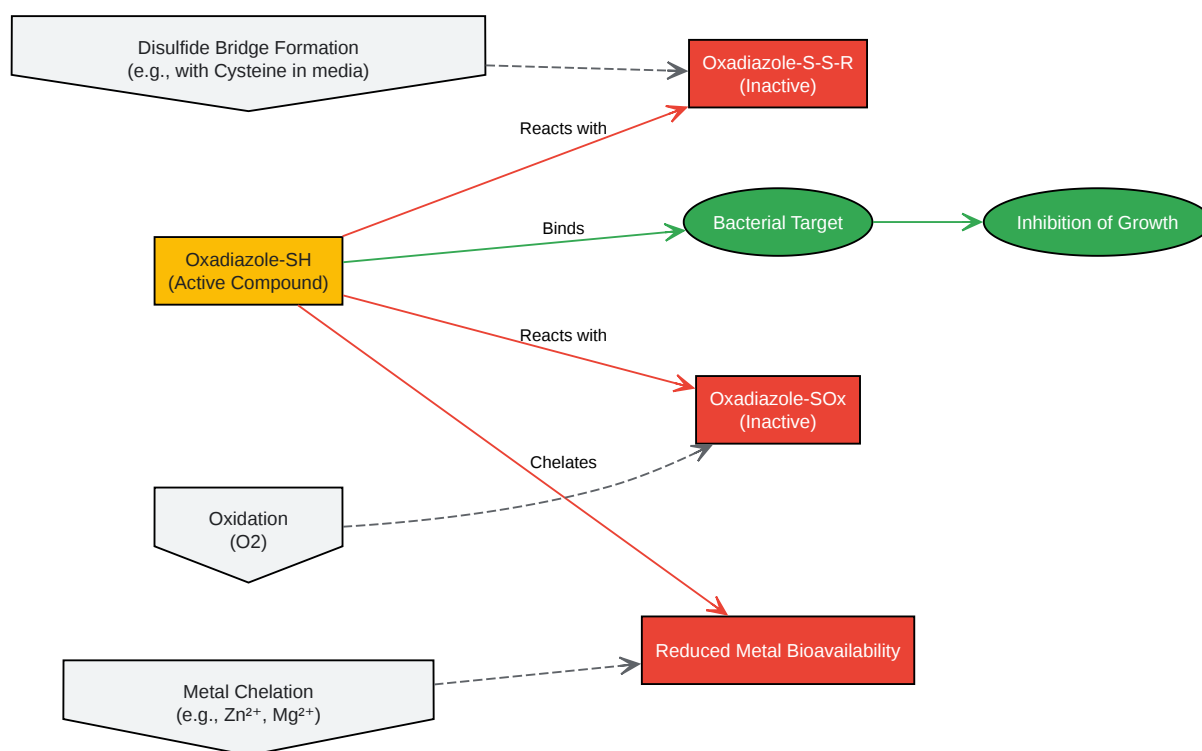 Disulfide Bridge Formation
(e.g., with Cysteine in media)
Oxadiazole-S-S-R
(Inactive)
Reacts with
Binds
Bacterial Target
Inhibition of Growth
Oxadiazole-SH
(Active Compound)
Reacts with
Oxadiazole-SOx
(Inactive)
Chelates
Oxidation
(O2)
Reduced Metal Bioavailability
Metal Chelation
(e.g., Zn²⁺, Mg²⁺)